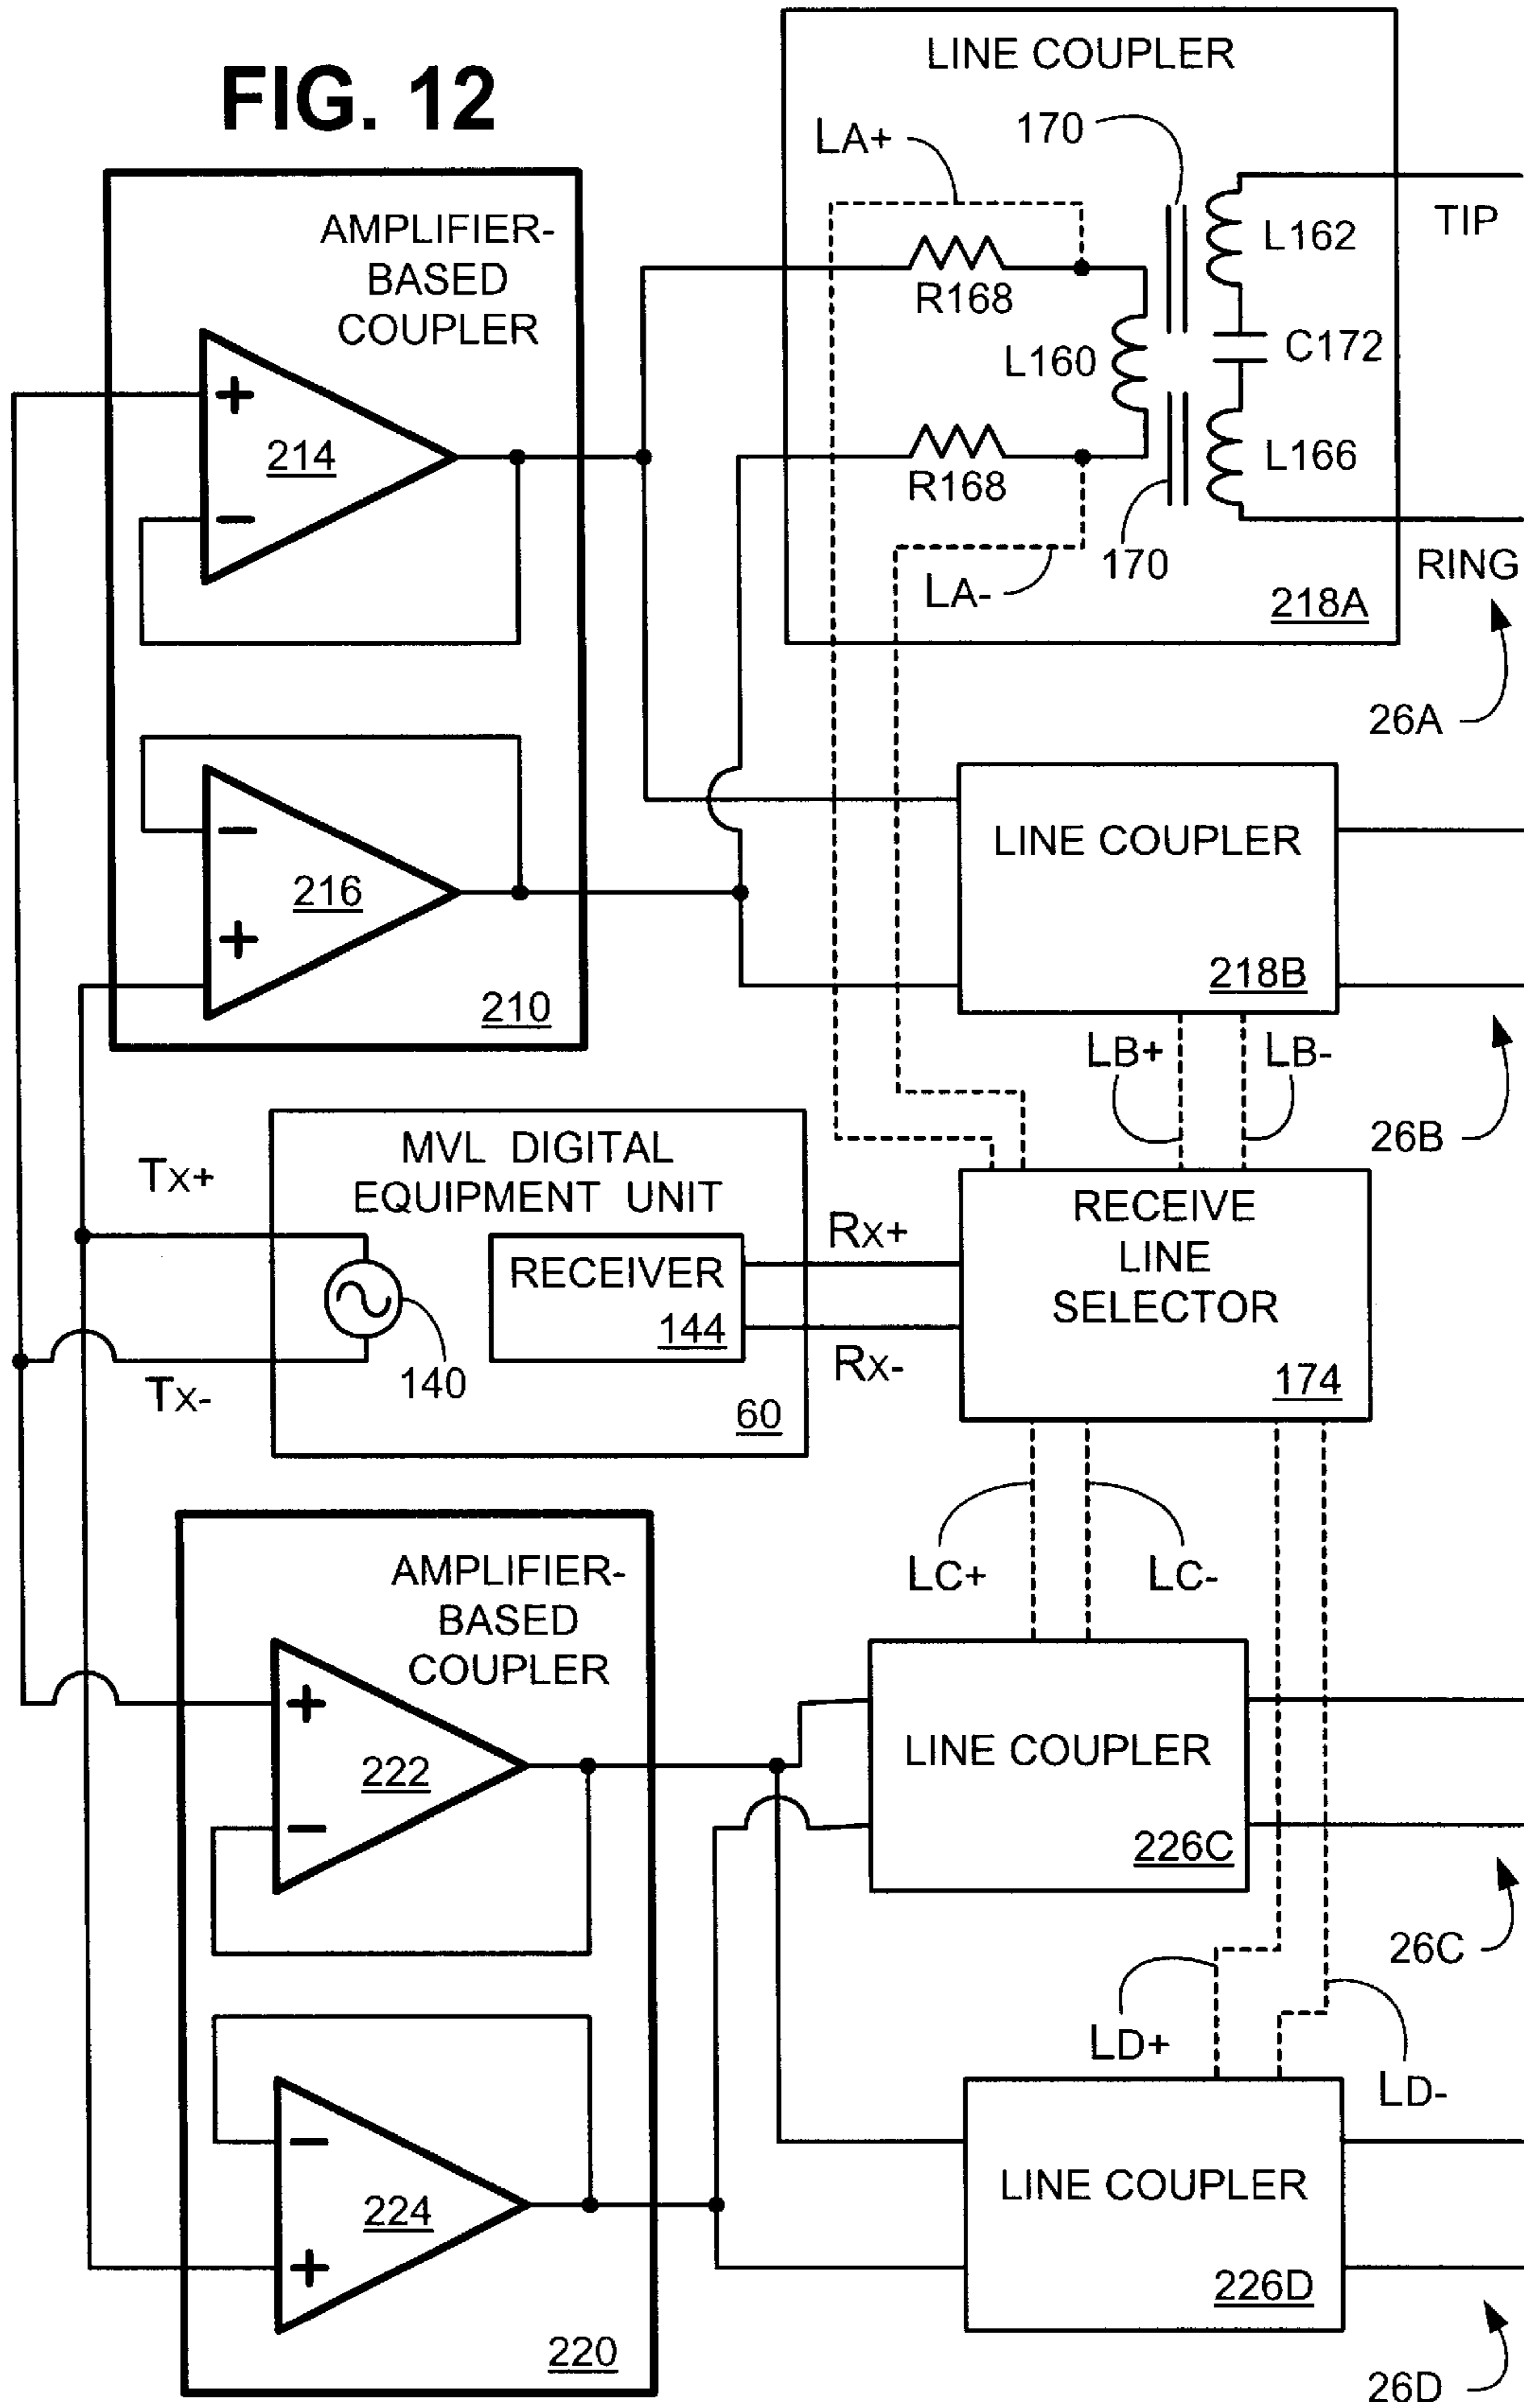 FIG. 12
LINE COUPLER
LA+
170
L162
TIP
R168
L160
C172
R168
L166
170
LA-
218A
RING
26A
AMPLIFIER-
BASED
COUPLER
+
214
−
−
216
+
210
LINE COUPLER
218B
LB+
LB-
26B
TX+
TX-
MVL DIGITAL
EQUIPMENT UNIT
140
RECEIVER
144
60
RX+
RX-
RECEIVE
LINE
SELECTOR
174
LC+
LC-
AMPLIFIER-
BASED
COUPLER
+
222
−
−
224
+
220
LINE COUPLER
226C
26C
LD+
LD-
LINE COUPLER
226D
26D